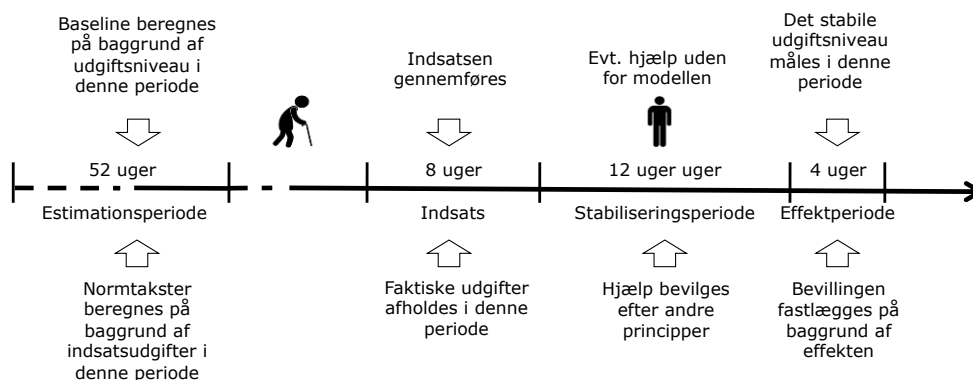 Baseline beregnes
på baggrund af
udgiftsniveau i
denne periode
Indsatsen
gennemføres
Evt. hjælp uden
for modellen
Det stabile
udgiftsniveau
måles i denne
periode
52 uger
8 uger
12 uger uger
4 uger
Estimationsperiode
Indsats
Stabiliseringsperiode
Effektperiode
Normtakster
beregnes på
baggrund af
indsatsudgifter i
denne periode
Faktiske udgifter
afholdes i denne
periode
Hjælp bevilges
efter andre
principper
Bevillingen
fastlægges på
baggrund af
effekten